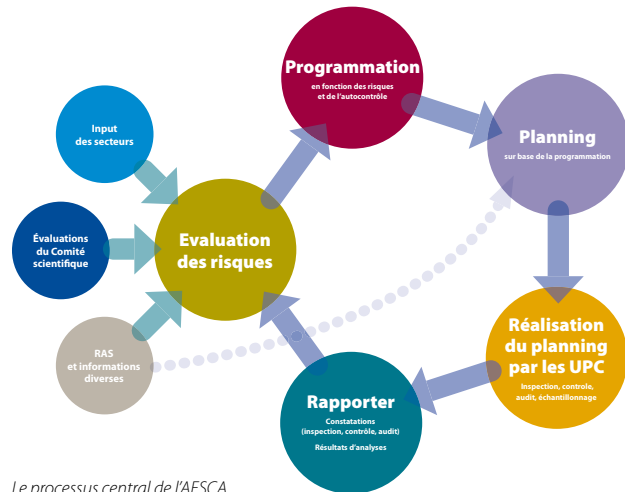 Programmation
en fonction des risques
et de l'autocontrôle
Input
des secteurs
Planning
sur base de la programmation
Évaluations
du Comité
scientifique
Evaluation
des risques
RAS
et informations
diverses
Réalisation
du planning
par les UPC
Inspection, controle,
audit, échantillonnage
Rapporter
Constatations
(inspection, contrôle, audit)
Résultats d'analyses
Le processus central de l'AFSCA